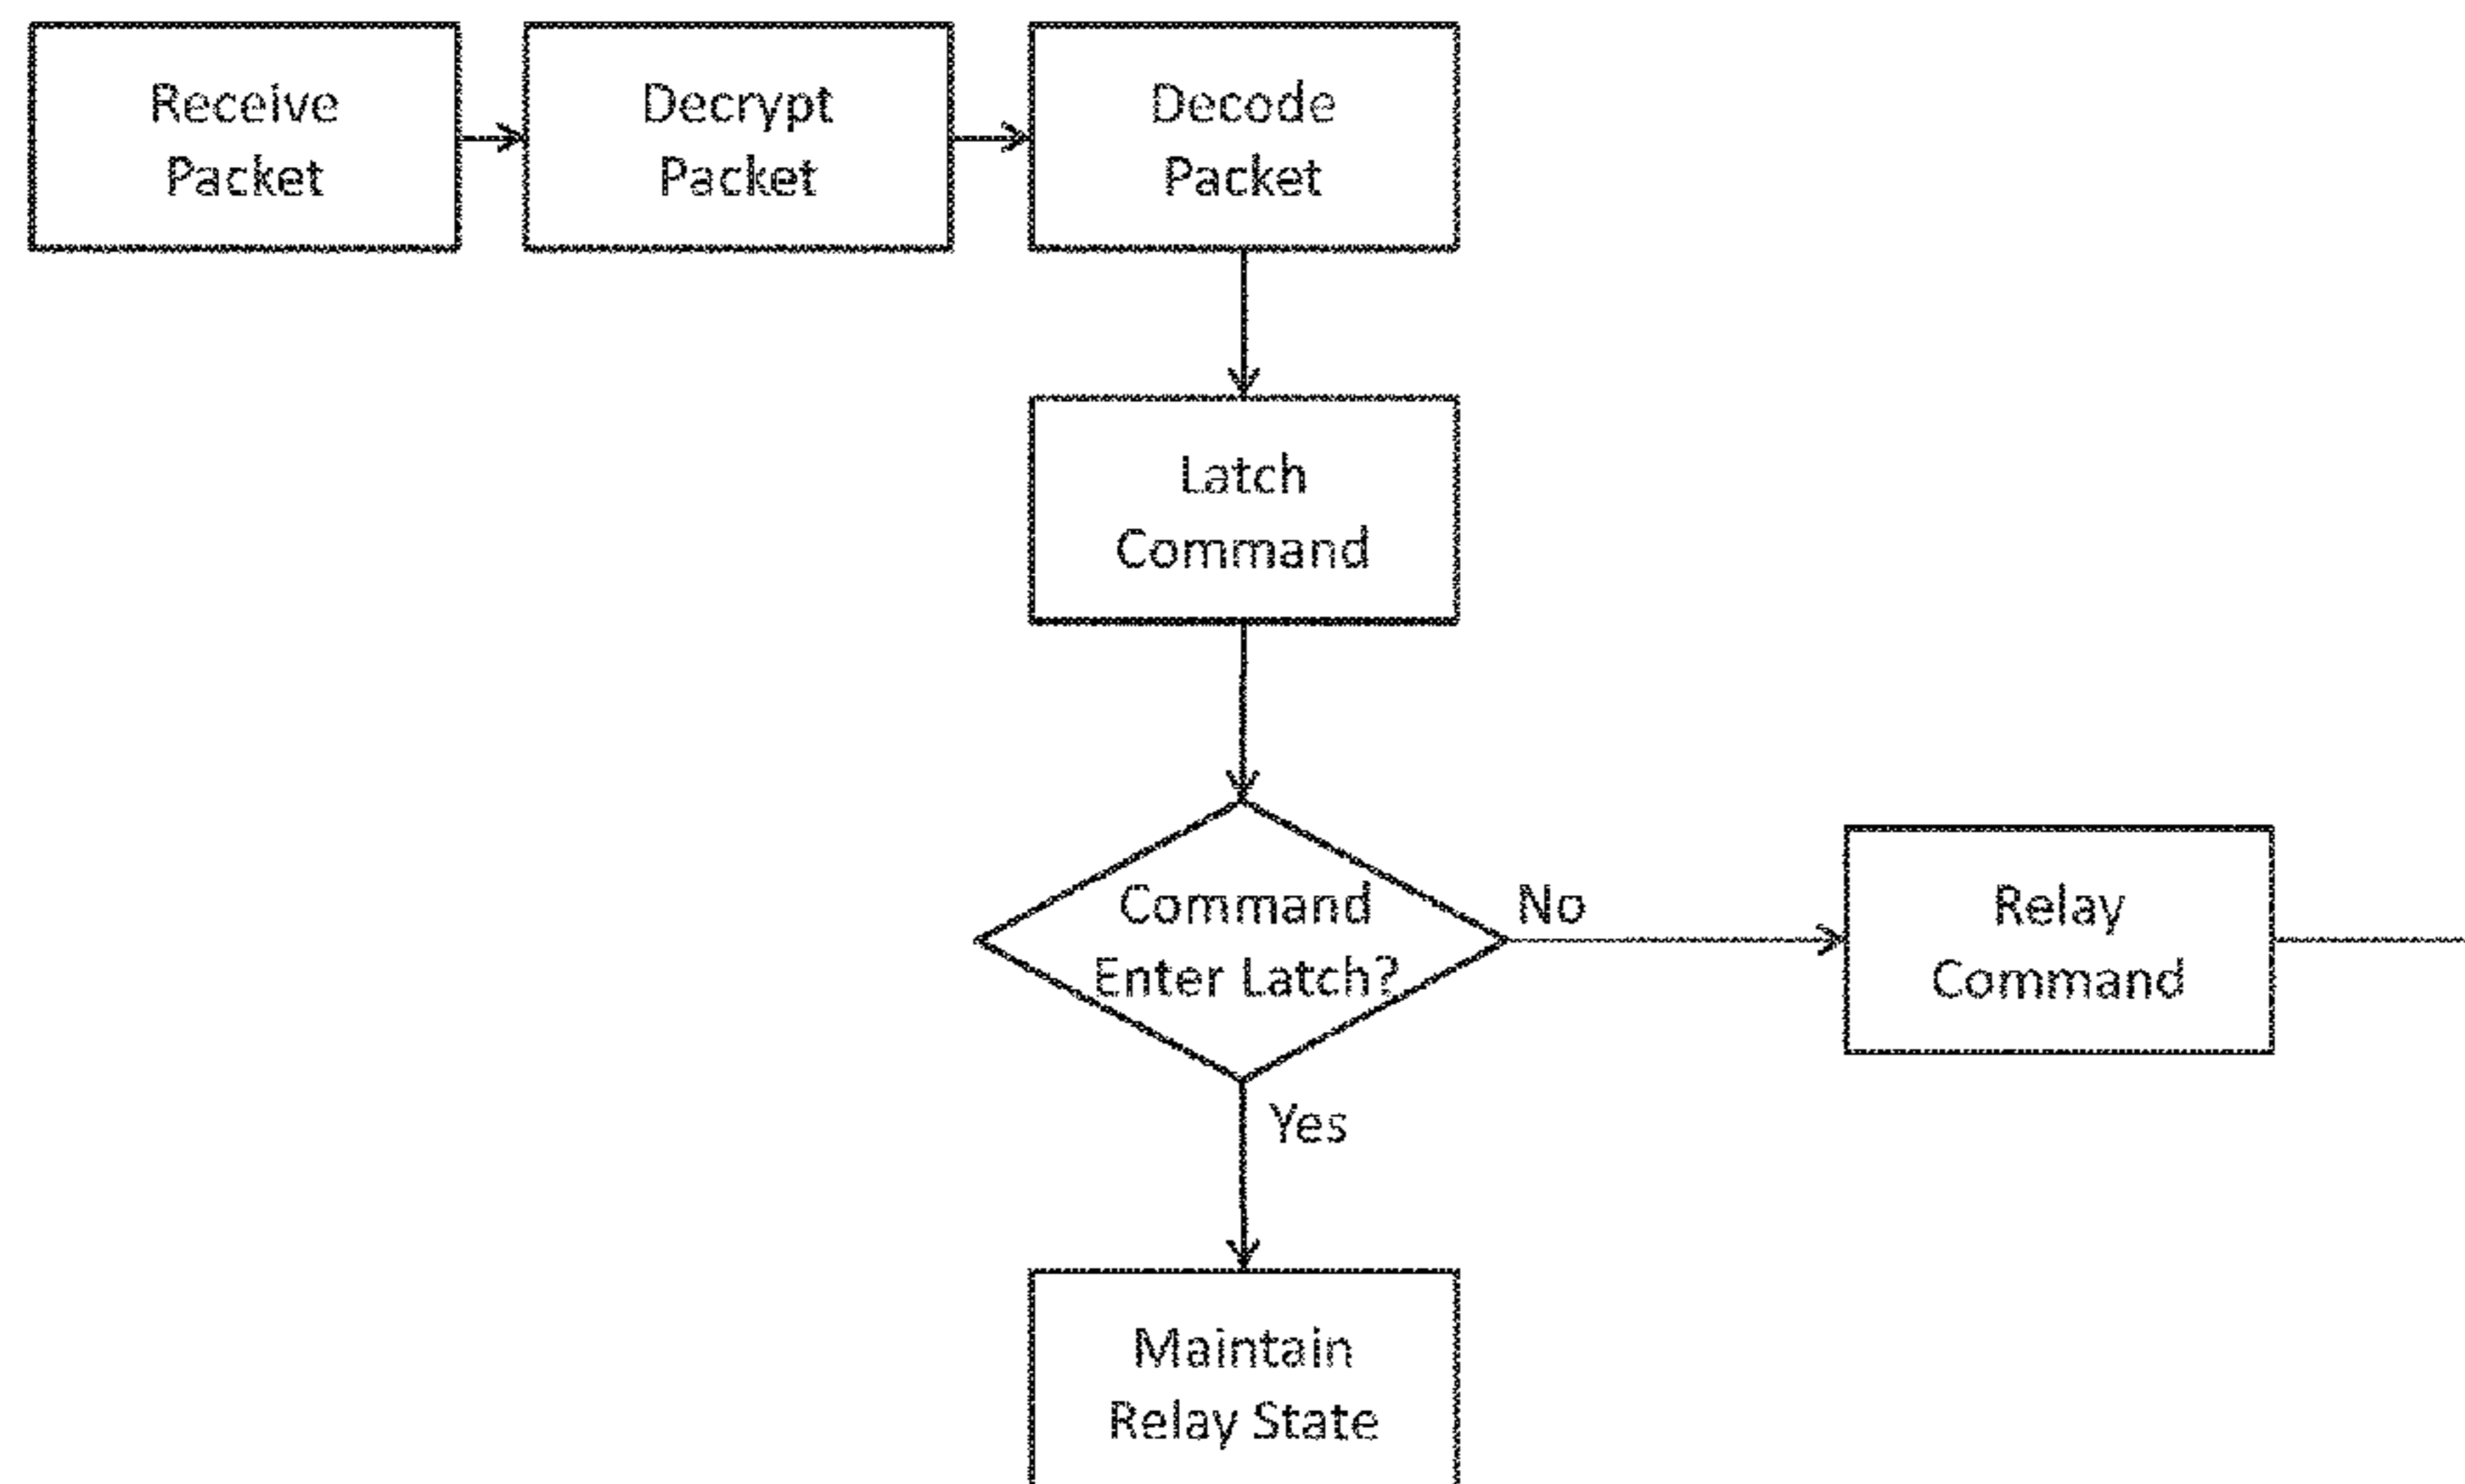 Receive
Packet
Decrypt
Packet
Decode
Packet
Latch
Command
Command
Enter Latch?
No
Relay
Command
Yes
Maintain
Relay State